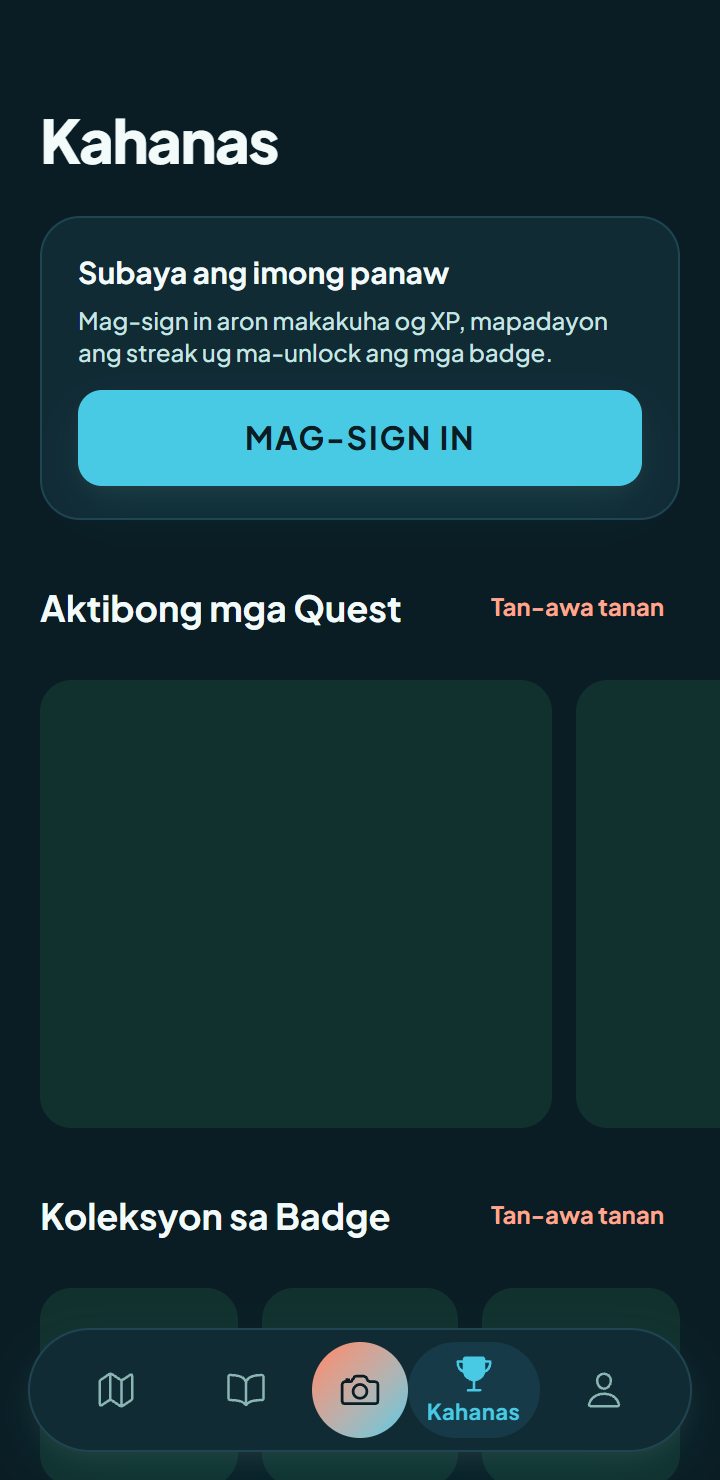 Kahanas
Subaya ang imong panaw
Mag-sign in aron makakuha og XP, mapadayon
ang streak ug ma-unlock ang mga badge.
MAG-SIGN IN
Aktibong mga Quest
Tan-awa tanan
Koleksyon sa Badge
Tan-awa tanan
Kahanas